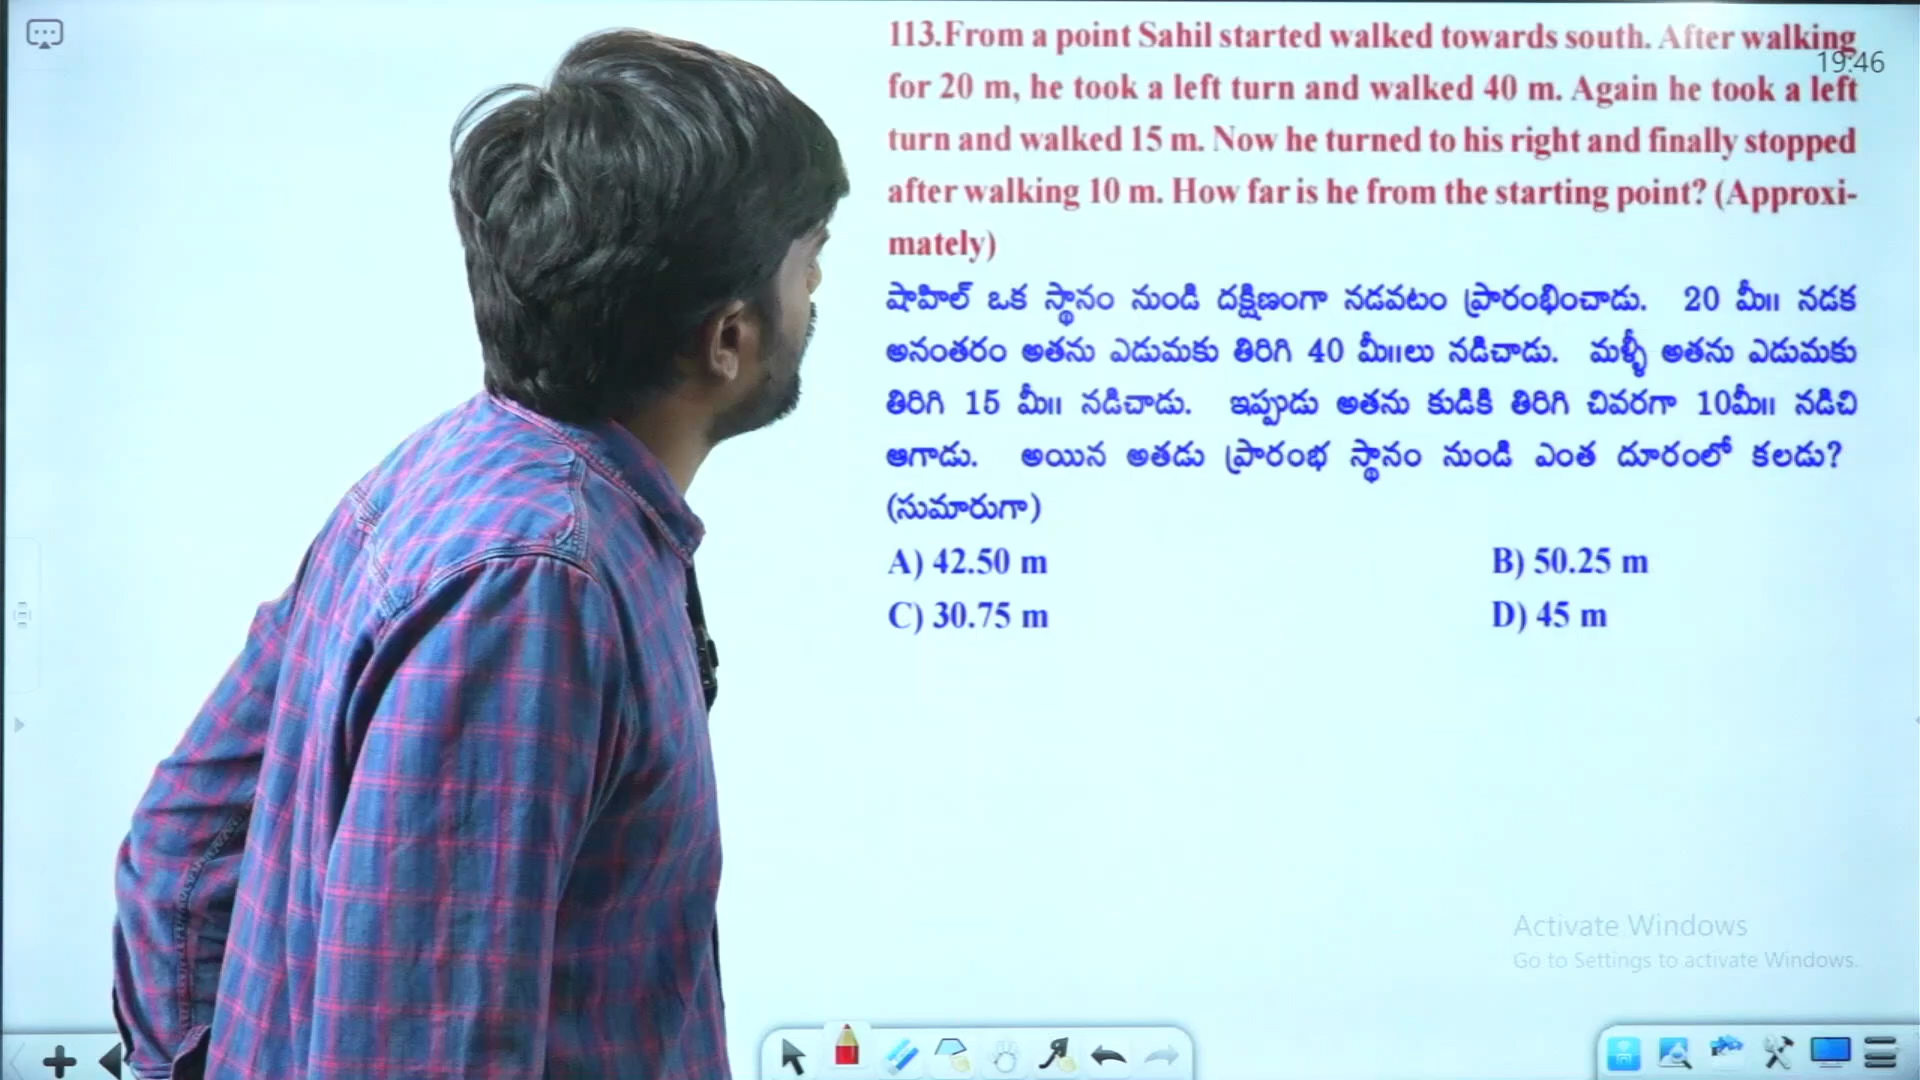 113.From a point Sahil started walked towards south. After walking
19:46
for 20 m, he took a left turn and walked 40 m. Again he took a left
turn and walked 15 m. Now he turned to his right and finally stopped
after walking 10 m. How far is he from the starting point? (Approxi-
mately)
షాహిల్ ఒక స్థానం నుండి దక్షిణంగా నడవటం ప్రారంభించాడు. 20 మీ॥ నడక
అనంతరం అతను ఎడుమకు తిరిగి 40 మీ॥లు నడిచాడు. మళ్ళీ అతను ఎడుమకు
తిరిగి 15 మీ॥ నడిచాడు. ఇప్పుడు అతను కుడికి తిరిగి చివరగా 10మీ॥ నడిచి
ఆగాడు. అయిన అతడు ప్రారంభ స్థానం నుండి ఎంత దూరంలో కలడు?
(సుమారుగా)
A) 42.50 m B) 50.25 m
C) 30.75 m D) 45 m
Activate Windows
Go to Settings to activate Windows.